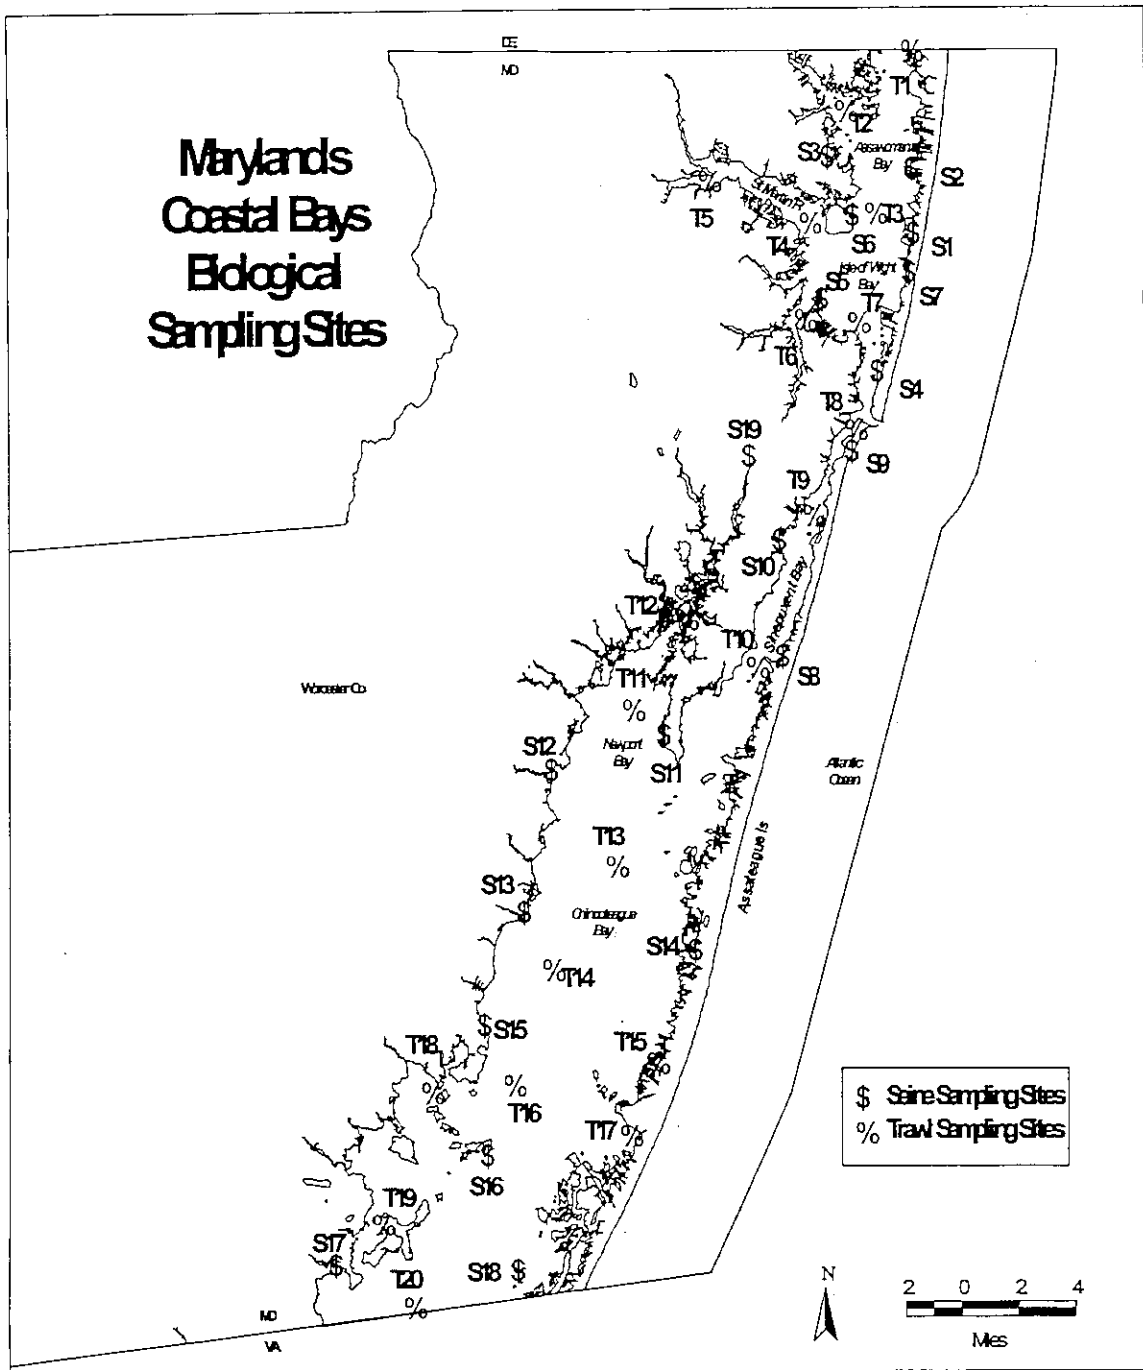 DE
MD
%
T1
Marylands
Coastal Bays
Biological
Sampling Sites
%
T2
S3
$
Assawoman
Bay
$
S2
%
T5
St. Martin R.
$
%
T3
%
T4
S6
$
S1
Isle of Wight
Bay
S5
$
S7
T7
%
%
T6
$
S4
T8
%
$
S9
S19
$
T9
%
$
S10
Sinepuxent Bay
T12
%
T10
%
$
S8
T11
%
Worcester Co.
Newport
Bay
$
S11
S12
$
Atlantic
Ocean
T13
%
Assateague Is
S13
$
Chincoteague
Bay
S14
$
%
T14
$
S15
T15
%
T18
%
%
T16
T17
%
$
S16
$ Seine Sampling Sites
% Trawl Sampling Sites
T19
%
S17
$
T20
%
S18
$
N
2 0 2 4
Miles
MD
VA